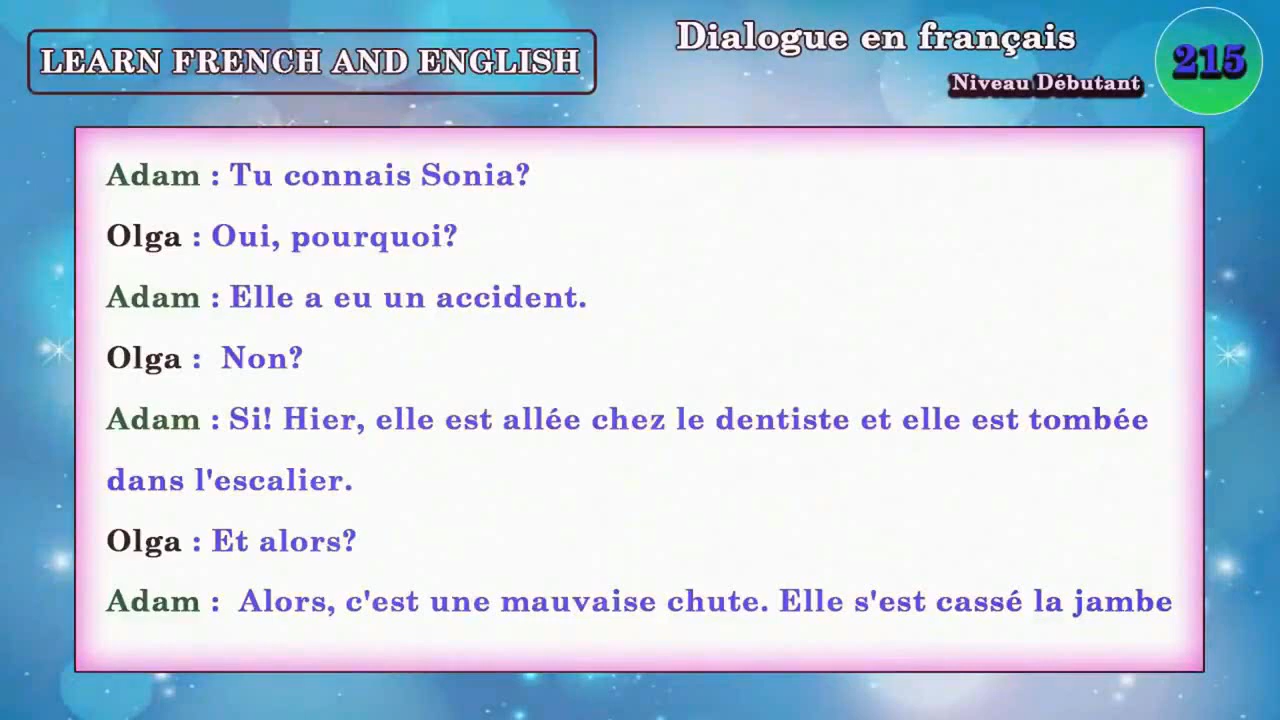 LEARN FRENCH AND ENGLISH
Dialogue en français
Niveau Débutant
215
Adam : Tu connais Sonia?
Olga : Oui, pourquoi?
Adam : Elle a eu un accident.
Olga : Non?
Adam : Si! Hier, elle est allée chez le dentiste et elle est tombée
dans l'escalier.
Olga : Et alors?
Adam : Alors, c'est une mauvaise chute. Elle s'est cassé la jambe